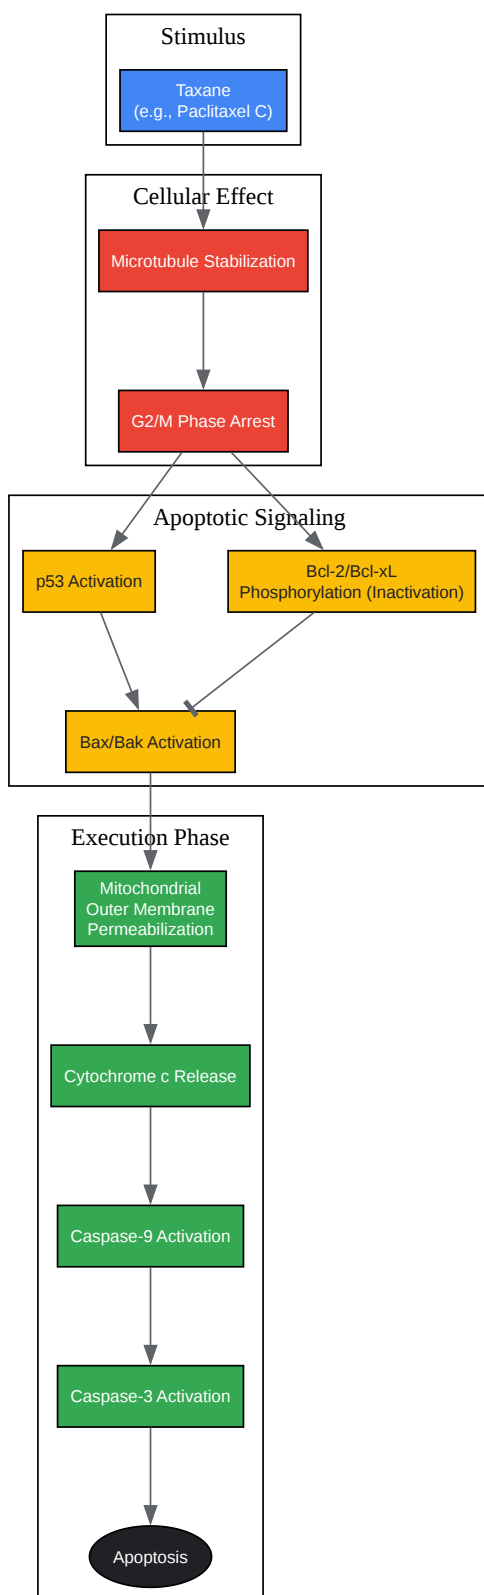 Stimulus
Taxane
(e.g., Paclitaxel C)
Cellular Effect
Microtubule Stabilization
G2/M Phase Arrest
Apoptotic Signaling
p53 Activation
Bcl-2/Bcl-xL
Phosphorylation (Inactivation)
Bax/Bak Activation
Execution Phase
Mitochondrial
Outer Membrane
Permeabilization
Cytochrome c Release
Caspase-9 Activation
Caspase-3 Activation
Apoptosis